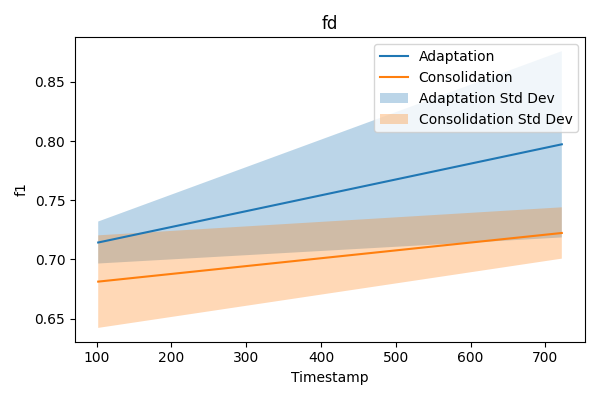 fd
Adaptation
Consolidation
Adaptation Std Dev
Consolidation Std Dev
f1
0.85
0.80
0.75
0.70
0.65
100 200 300 400 500 600 700
Timestamp